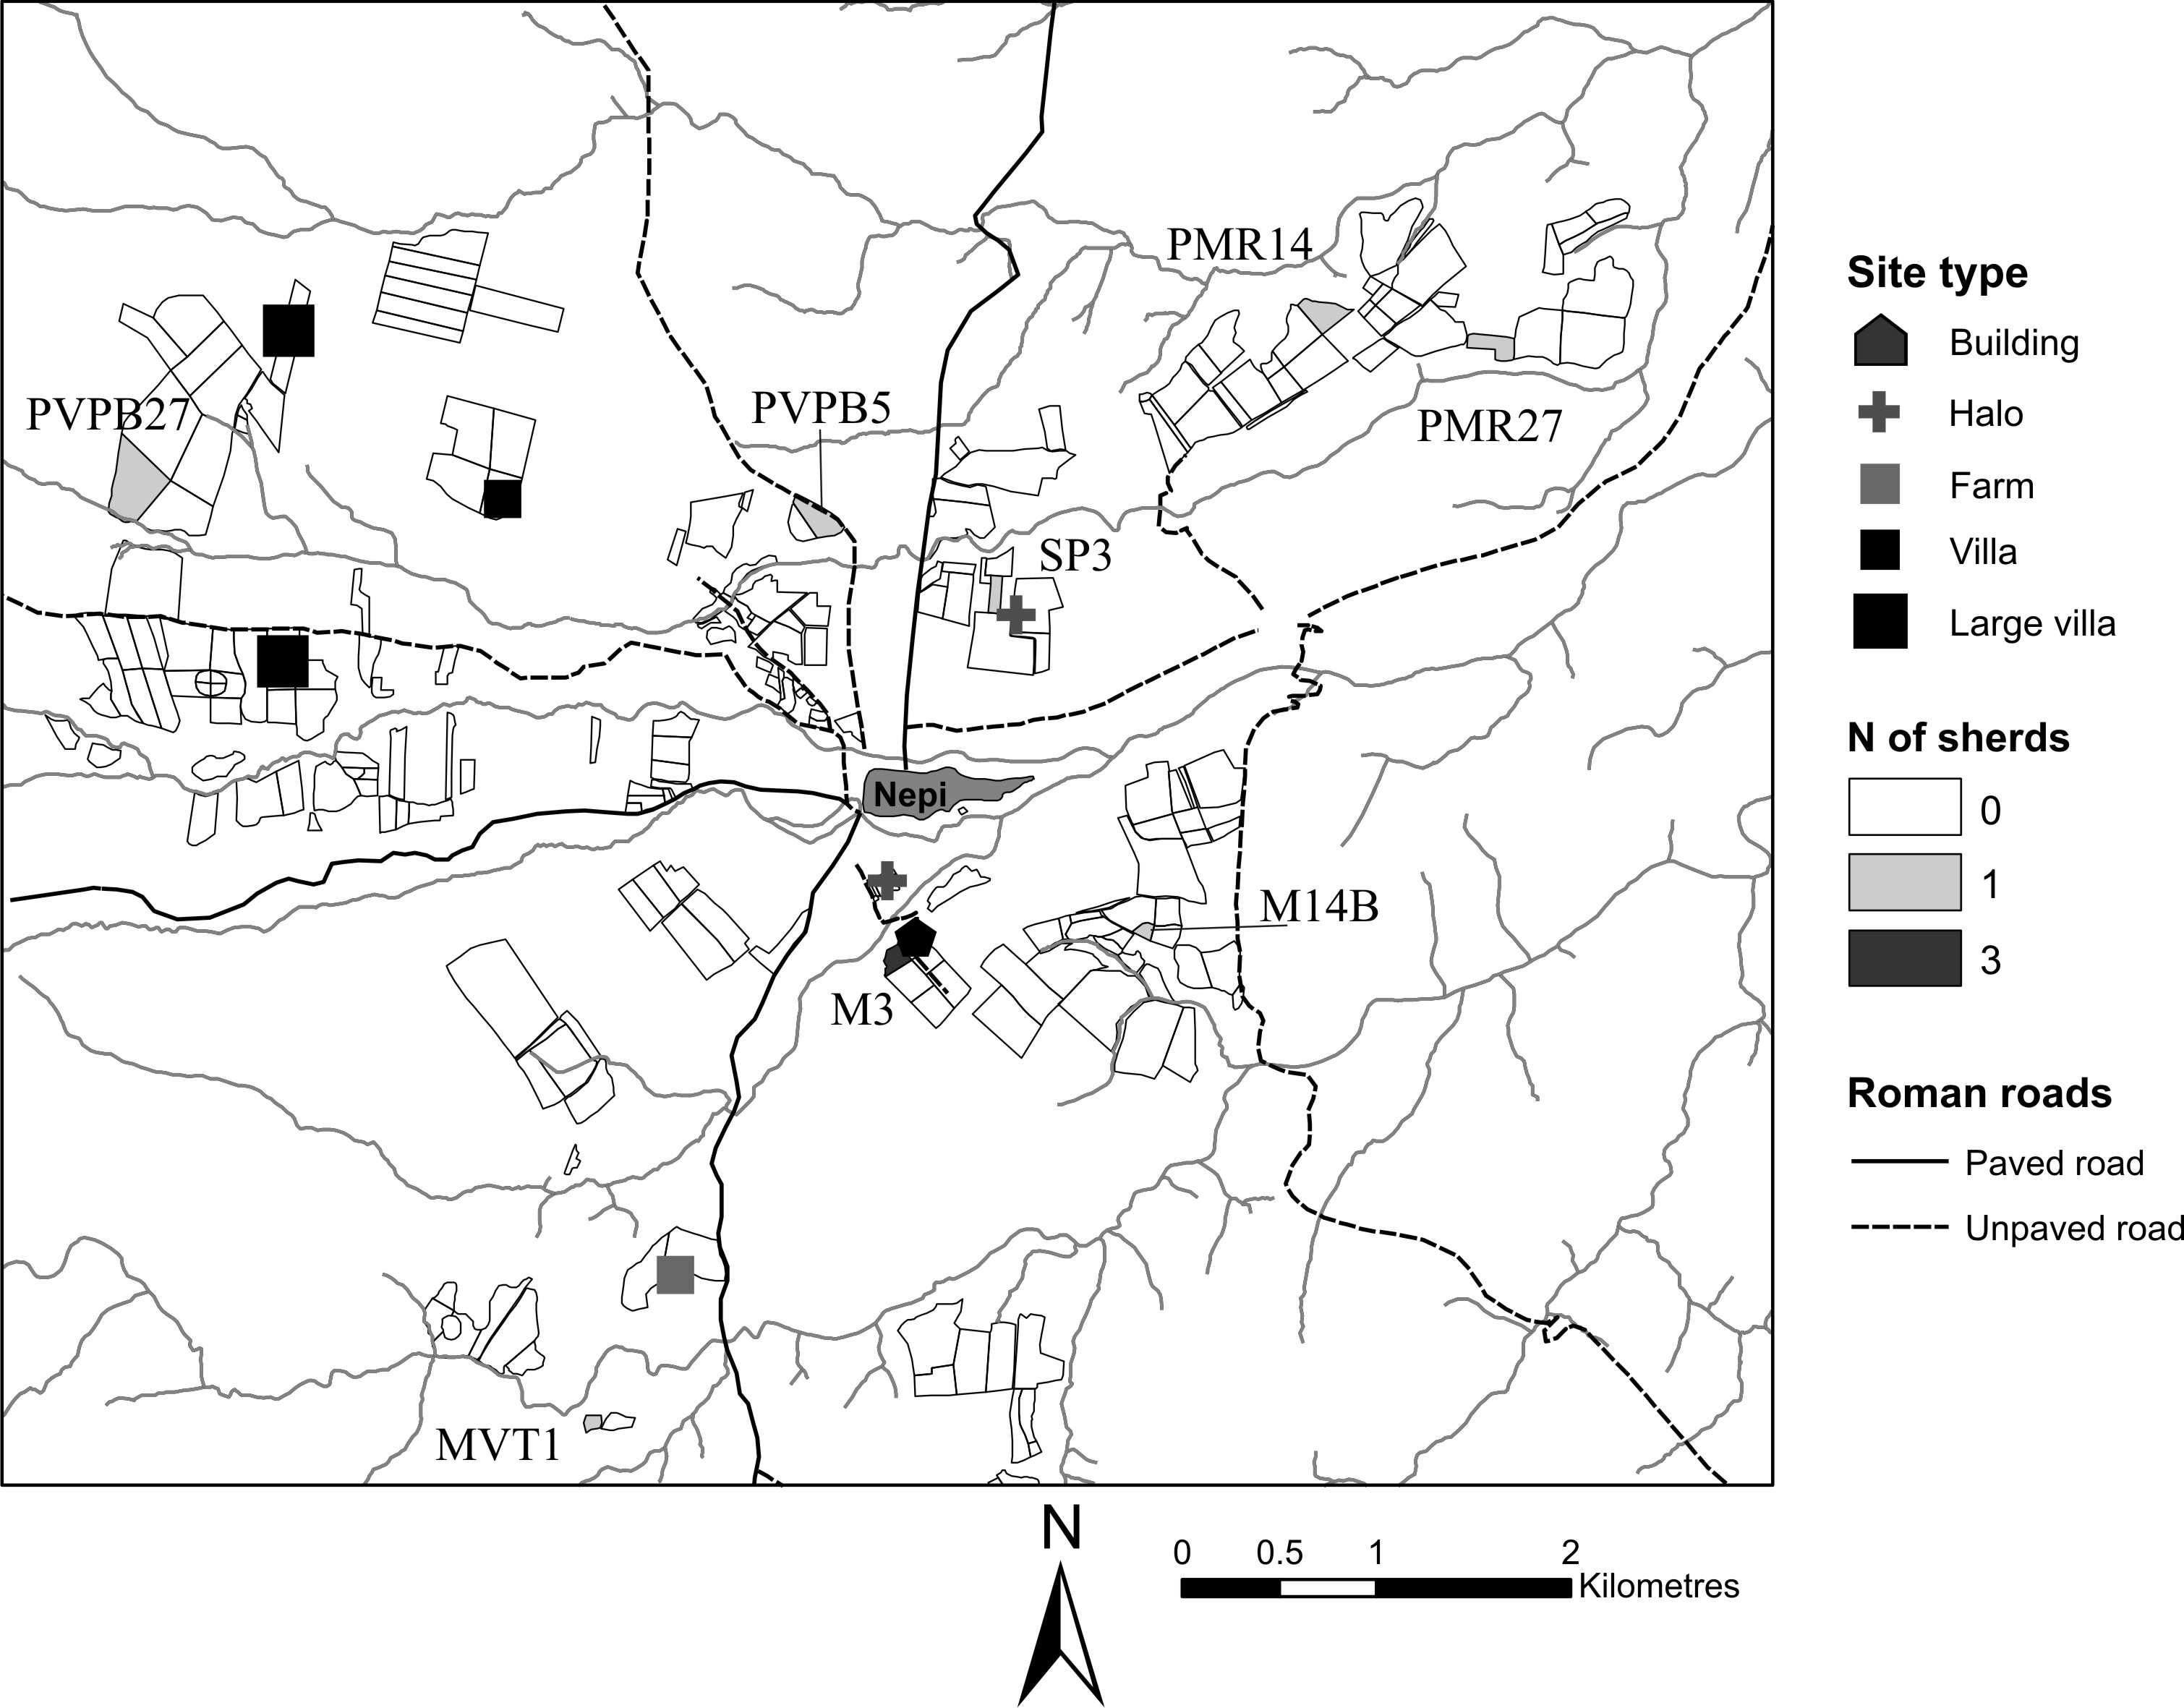 PMR14
PVPB27
PVPB5
PMR27
SP3
Nepi
M14B
M3
MVT1
Site type
Building
Halo
Farm
Villa
Large villa
N of sherds
0
1
3
Roman roads
Paved road
Unpaved road
N
0 0.5 1 2
Kilometres